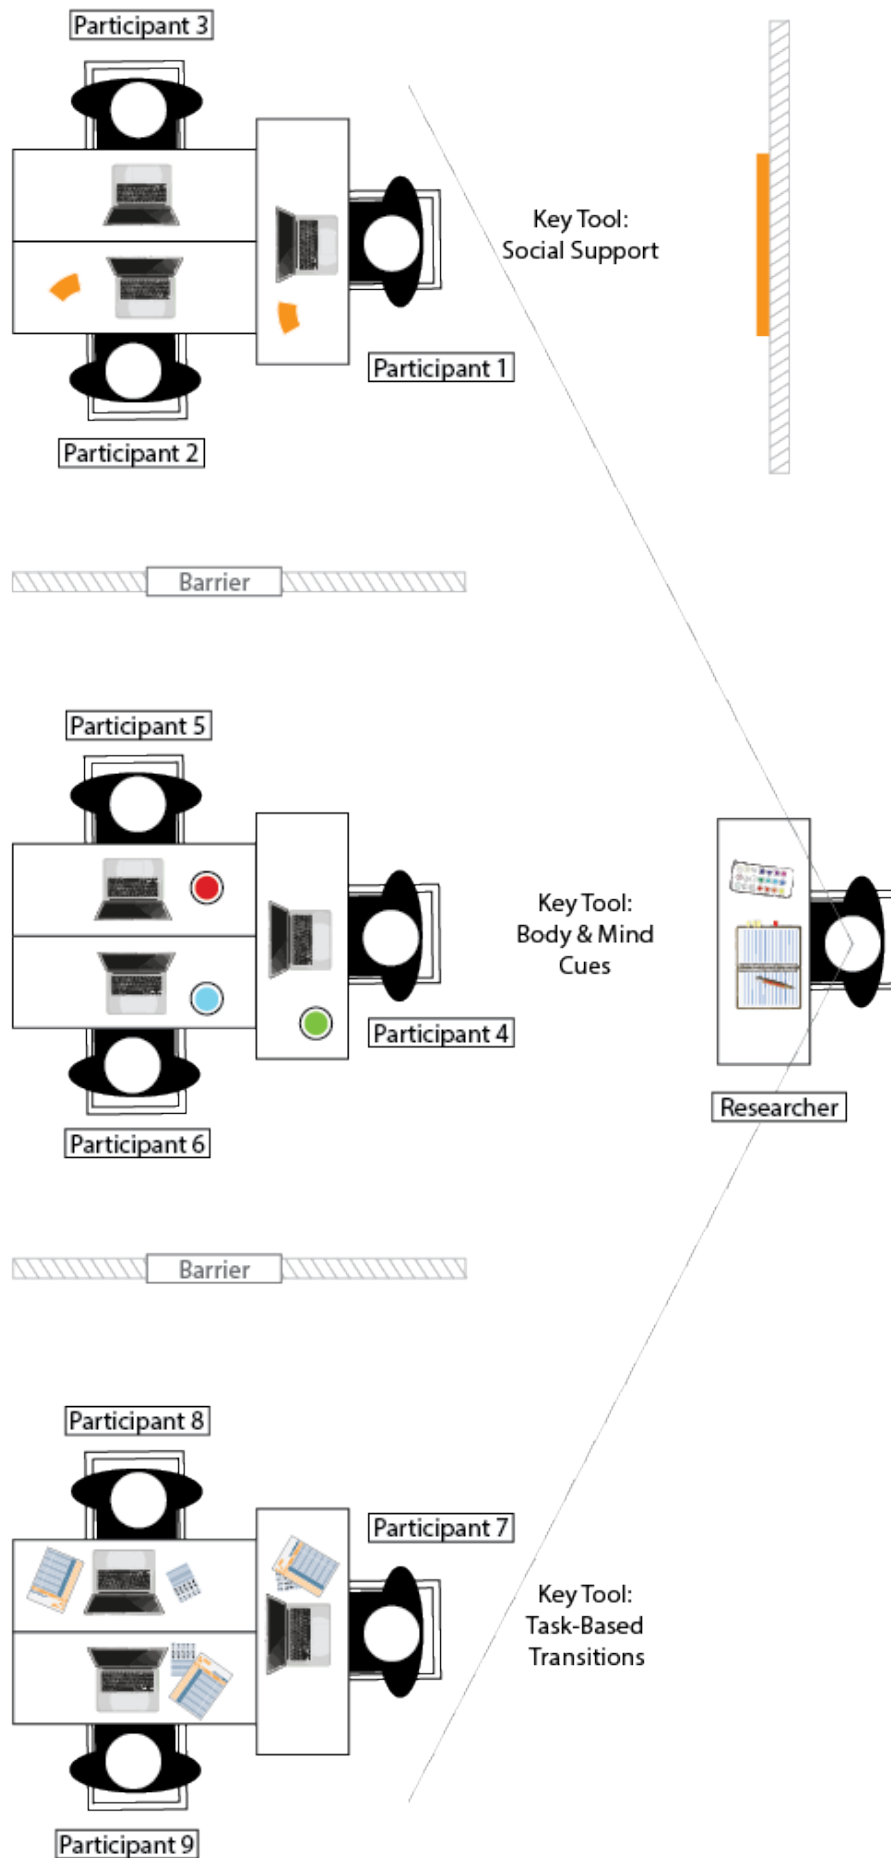 Participant 3
Key Tool:
Social Support
Participant 1
Participant 2
Barrier
Participant 5
Key Tool:
Body & Mind
Cues
Participant 4
Researcher
Participant 6
Barrier
Participant 8
Participant 7
Key Tool:
Task-Based
Transitions
Participant 9